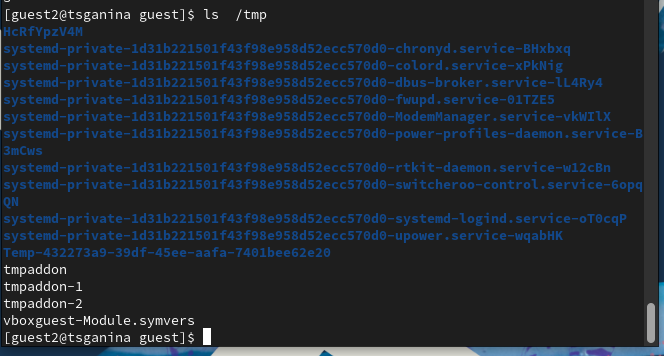 [guest2@tsganina guest]$ ls  /tmp
HcRfYpzV4M
systemd-private-1d31b221501f43f98e958d52ecc570d0-chronyd.service-BHxbxq
systemd-private-1d31b221501f43f98e958d52ecc570d0-colord.service-xPkNig
systemd-private-1d31b221501f43f98e958d52ecc570d0-dbus-broker.service-lL4Ry4
systemd-private-1d31b221501f43f98e958d52ecc570d0-fwupd.service-01TZE5
systemd-private-1d31b221501f43f98e958d52ecc570d0-ModemManager.service-vkWIlX
systemd-private-1d31b221501f43f98e958d52ecc570d0-power-profiles-daemon.service-B
3mCws
systemd-private-1d31b221501f43f98e958d52ecc570d0-rtkit-daemon.service-w12cBn
systemd-private-1d31b221501f43f98e958d52ecc570d0-switcheroo-control.service-6opq
QN
systemd-private-1d31b221501f43f98e958d52ecc570d0-systemd-logind.service-oT0cqP
systemd-private-1d31b221501f43f98e958d52ecc570d0-upower.service-wqabHK
Temp-432273a9-39df-45ee-aafa-7401bee62e20
tmpaddon
tmpaddon-1
tmpaddon-2
vboxguest-Module.symvers
[guest2@tsganina guest]$